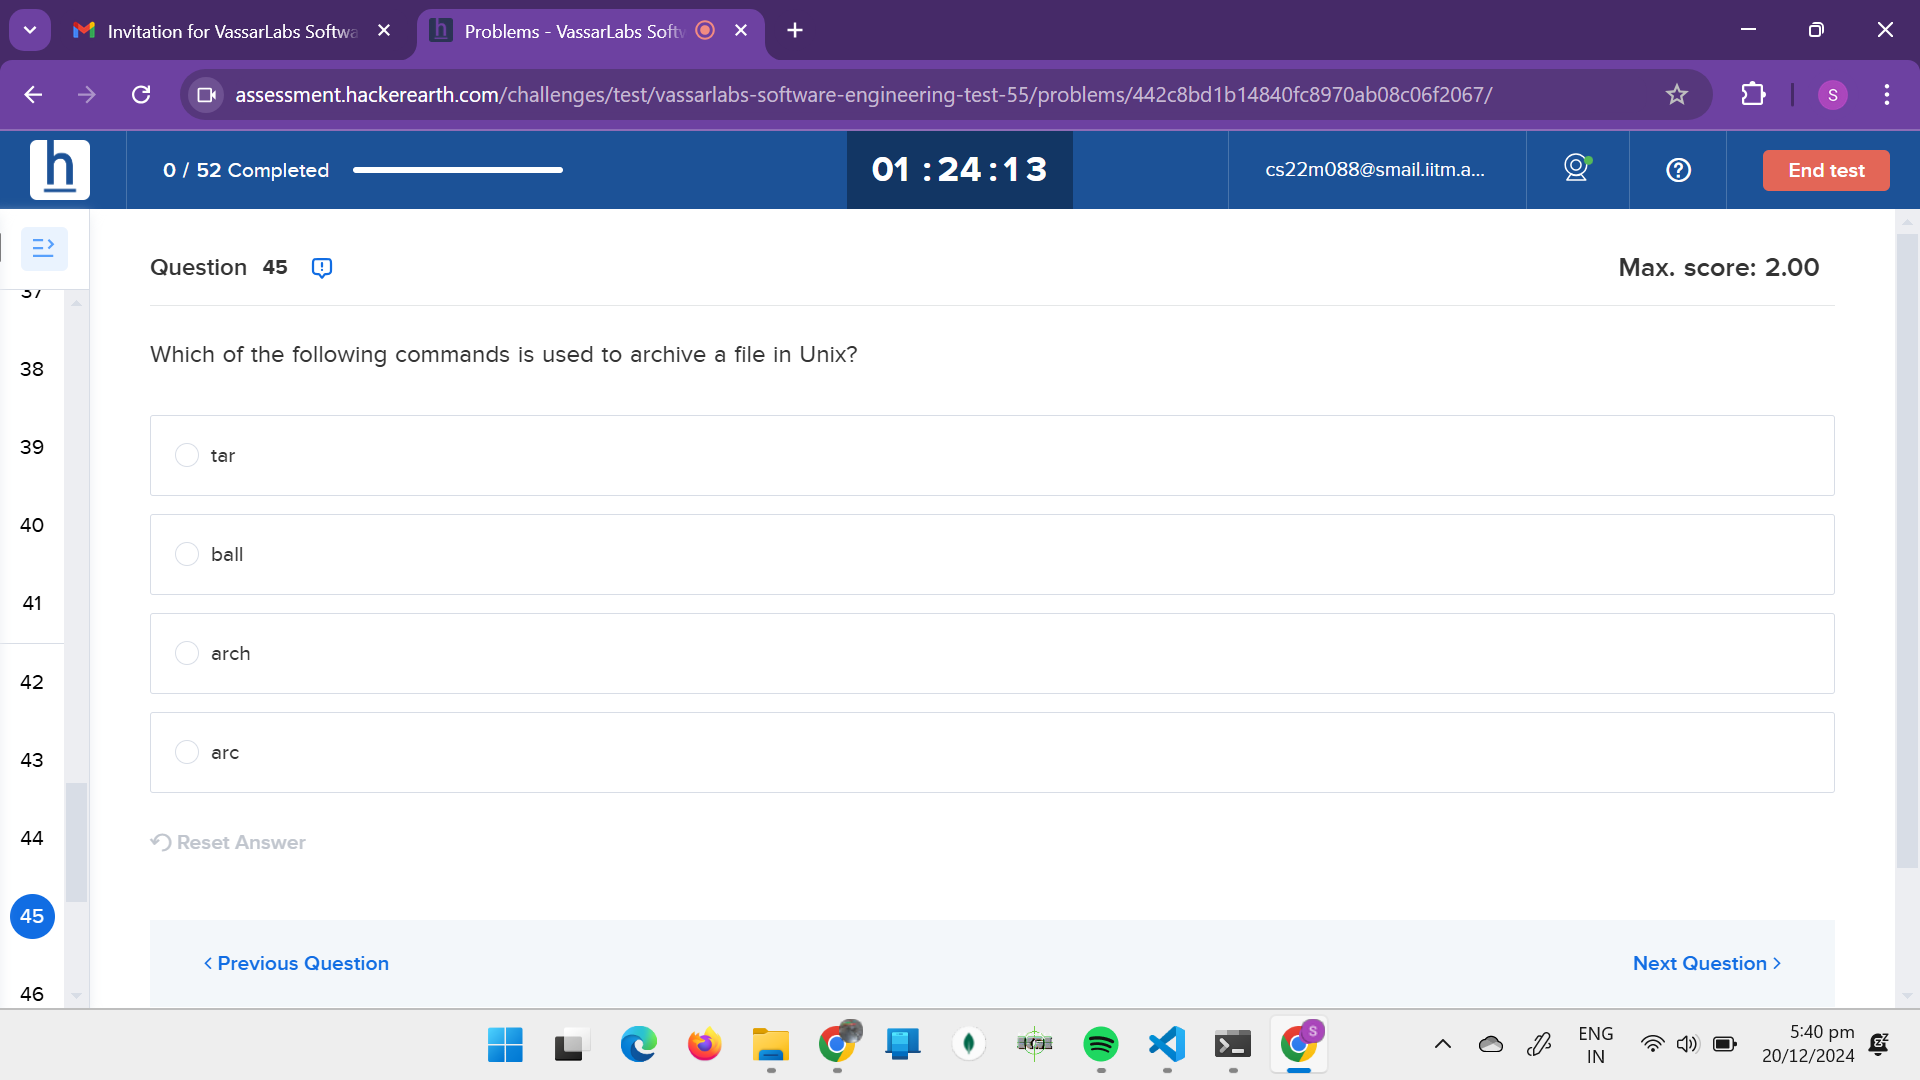 Invitation for VassarLabs Softwa
Problems - VassarLabs Softv
assessment.hackerearth.com/challenges/test/vassarlabs-software-engineering-test-55/problems/442c8bd1b14840fc8970ab08c06f2067/
S
h
0 / 52 Completed
01 : 24 : 13
cs22m088@smail.iitm.a...
End test
Question 45
Max. score: 2.00
37
38
39
40
41
42
43
44
45
46
Which of the following commands is used to archive a file in Unix?
tar
ball
arch
arc
Reset Answer
Previous Question
Next Question
S
ENG
IN
5:40 pm
20/12/2024